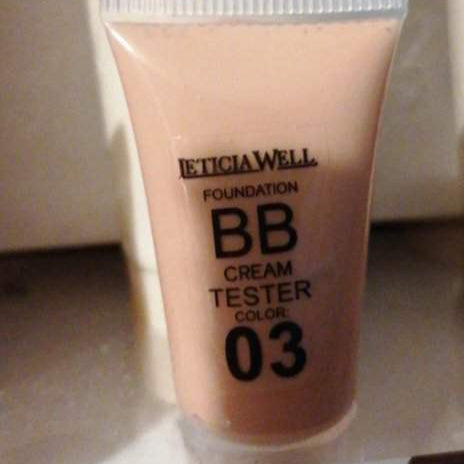 LETICIA WELL
FOUNDATION
BB
CREAM
TESTER
COLOR:
03